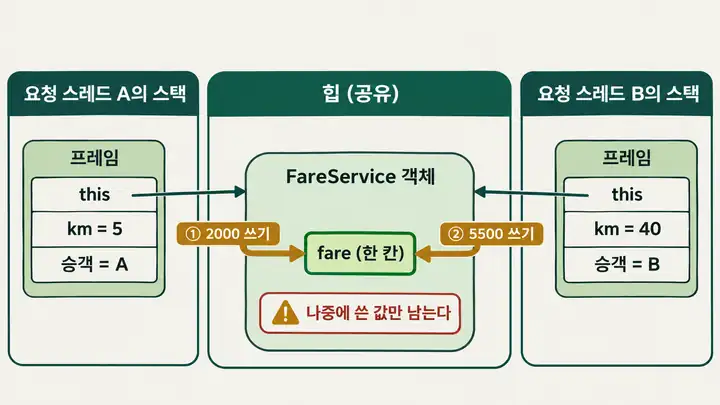 요청 스레드 A의 스택
프레임
this
km = 5
승객 = A
힙 (공유)
FareService 객체
① 2000 쓰기
② 5500 쓰기
fare (한 칸)
나중에 쓴 값만 남는다
요청 스레드 B의 스택
프레임
this
km = 40
승객 = B